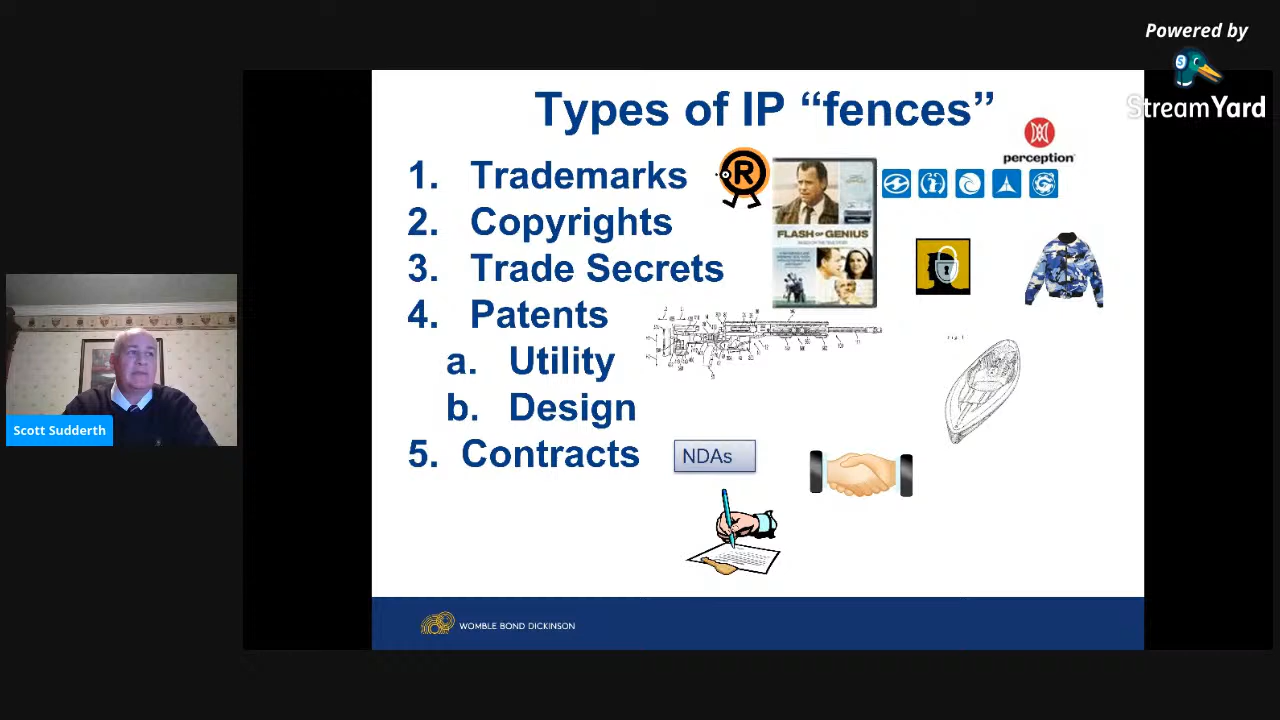 Powered by
StreamYard
Types of IP “fences”
perception
1. Trademarks
R
2. Copyrights
FLASH OF GENIUS
3. Trade Secrets
4. Patents
a. Utility
b. Design
5. Contracts
NDAs
Scott Sudderth
WOMBLE BOND DICKINSON